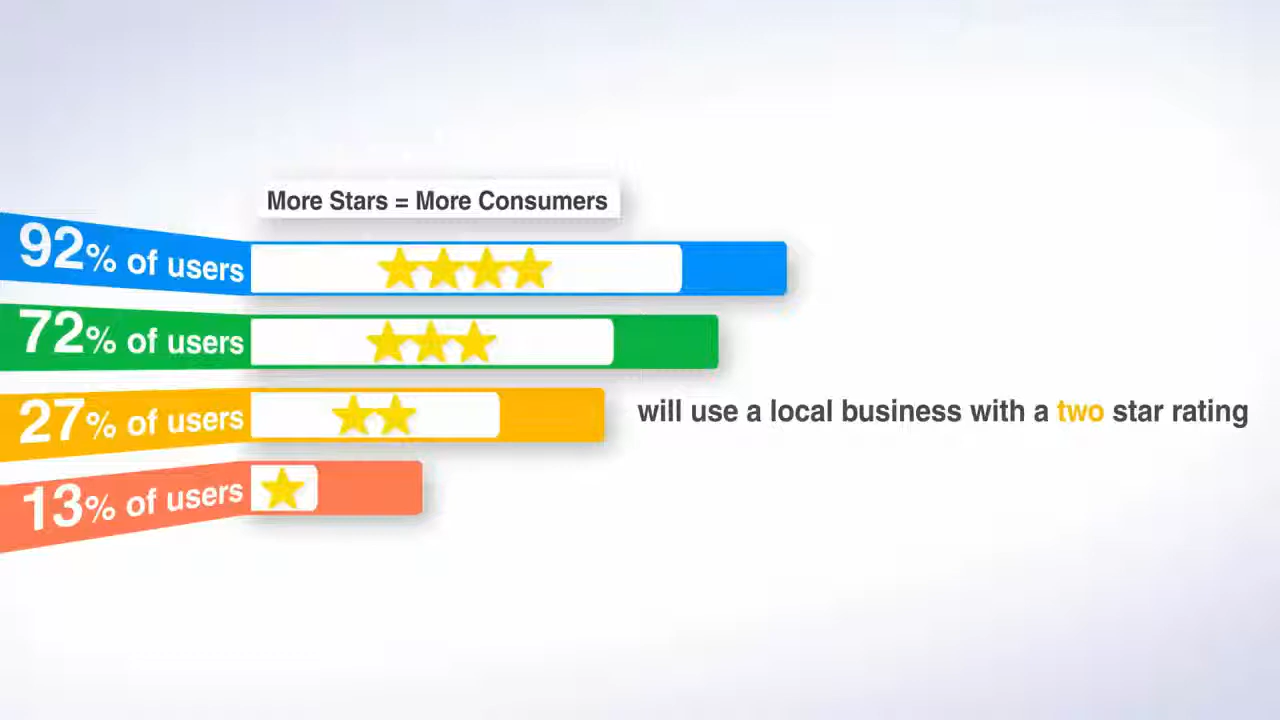 More Stars = More Consumers
92% of users
72% of users
27% of users
will use a local business with a two star rating
13% of users